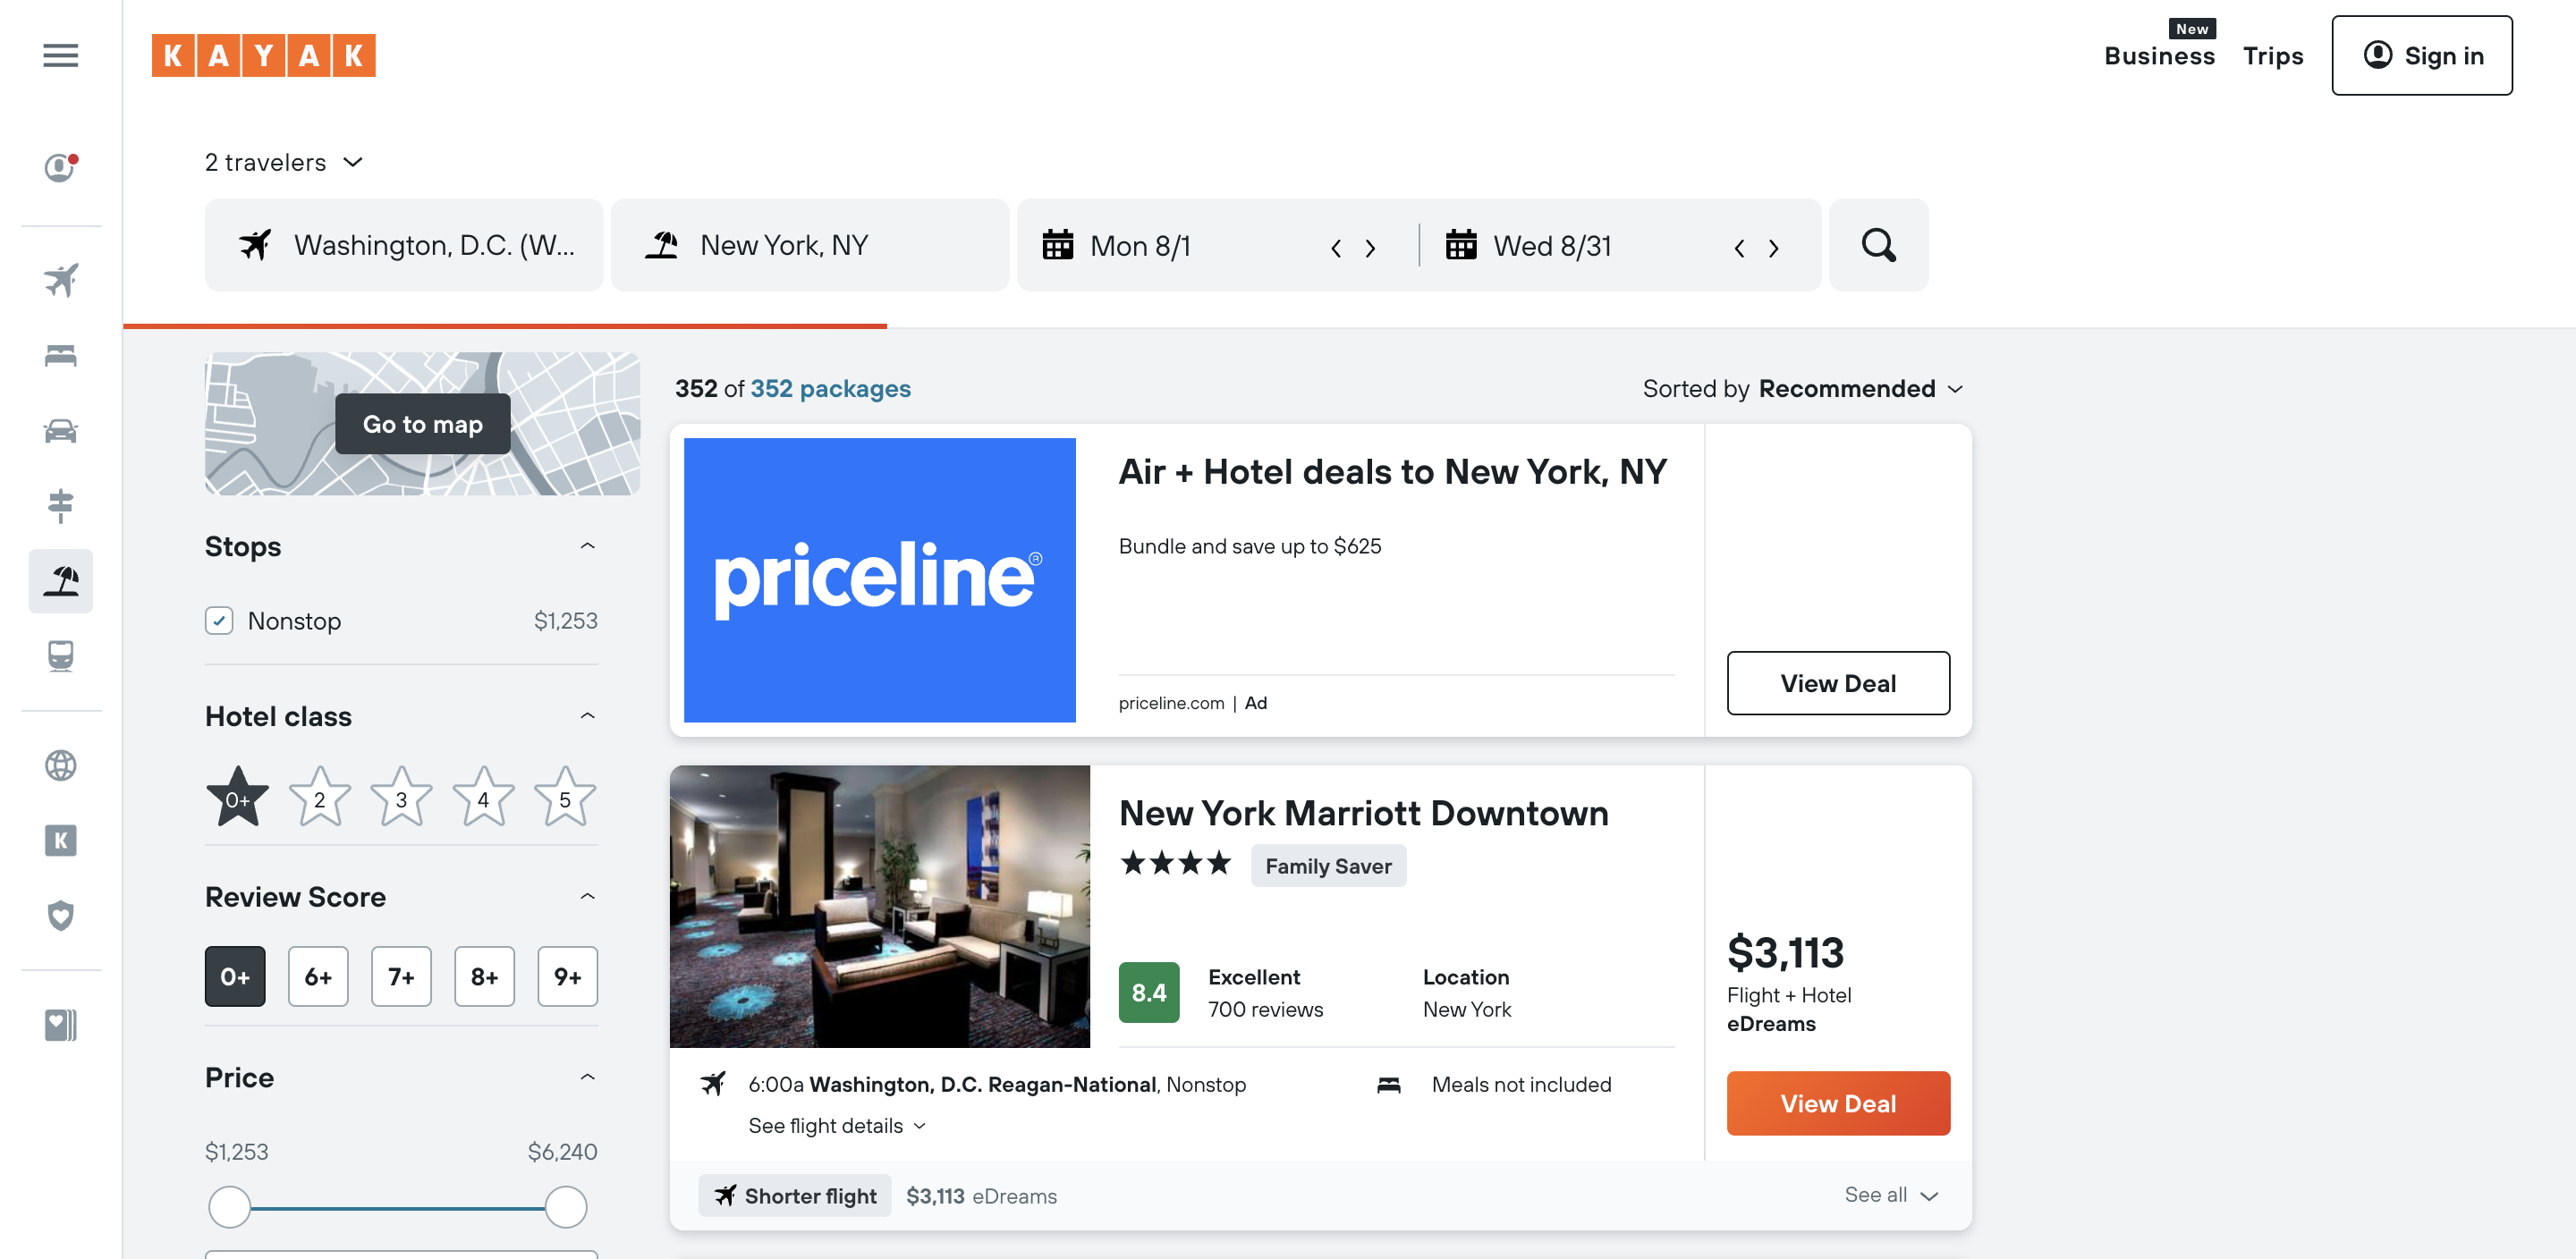 KAYAK
New
Business
Trips
Sign in
2 travelers
Washington, D.C. (W...
New York, NY
Mon 8/1
Wed 8/31
Go to map
352 of 352 packages
Sorted by Recommended
Stops
Nonstop $1,253
Hotel class
0+ 2 3 4 5
Review Score
0+ 6+ 7+ 8+ 9+
Price
$1,253 $6,240
priceline®
Air + Hotel deals to New York, NY
Bundle and save up to $625
priceline.com | Ad
View Deal
New York Marriott Downtown
Family Saver
8.4
Excellent
700 reviews
Location
New York
$3,113
Flight + Hotel
eDreams
View Deal
6:00a Washington, D.C. Reagan-National, Nonstop
Meals not included
See flight details
Shorter flight $3,113 eDreams
See all
K